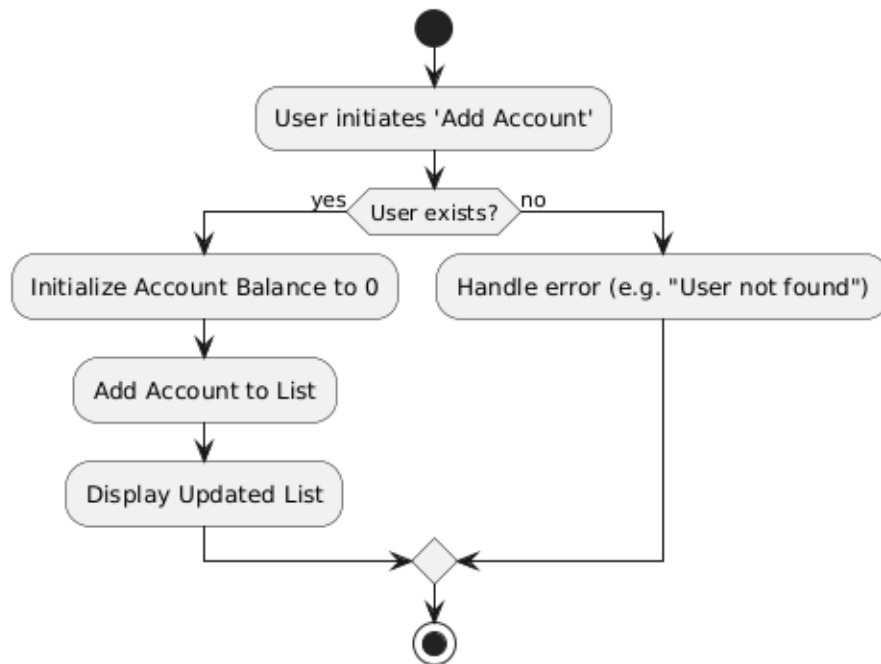 User initiates 'Add Account'
yes
User exists?
no
Initialize Account Balance to 0
Handle error (e.g. "User not found")
Add Account to List
Display Updated List